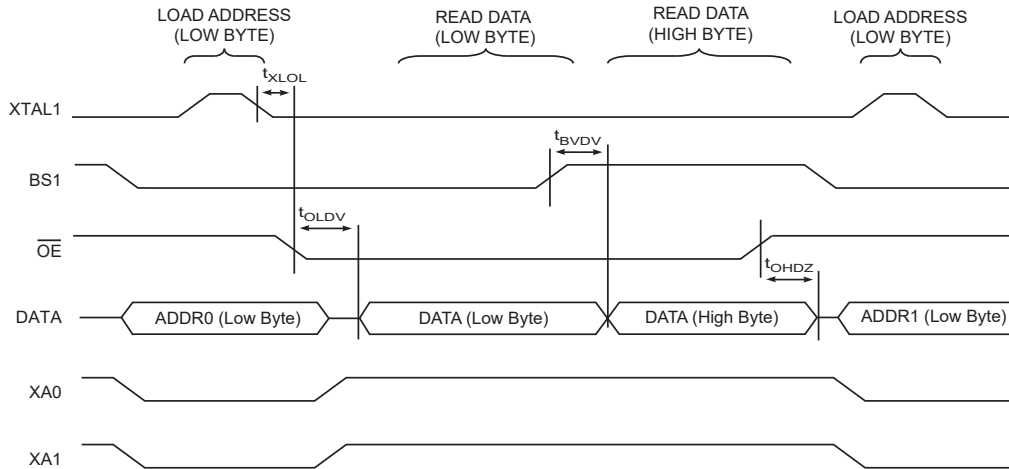 LOAD ADDRESS
(LOW BYTE)
READ DATA
(LOW BYTE)
READ DATA
(HIGH BYTE)
LOAD ADDRESS
(LOW BYTE)
tXLOL
XTAL1
tBVDV
BS1
tOLDV
OE
tOHDZ
DATA
ADDR0 (Low Byte)
DATA (Low Byte)
DATA (High Byte)
ADDR1 (Low Byte)
XA0
XA1